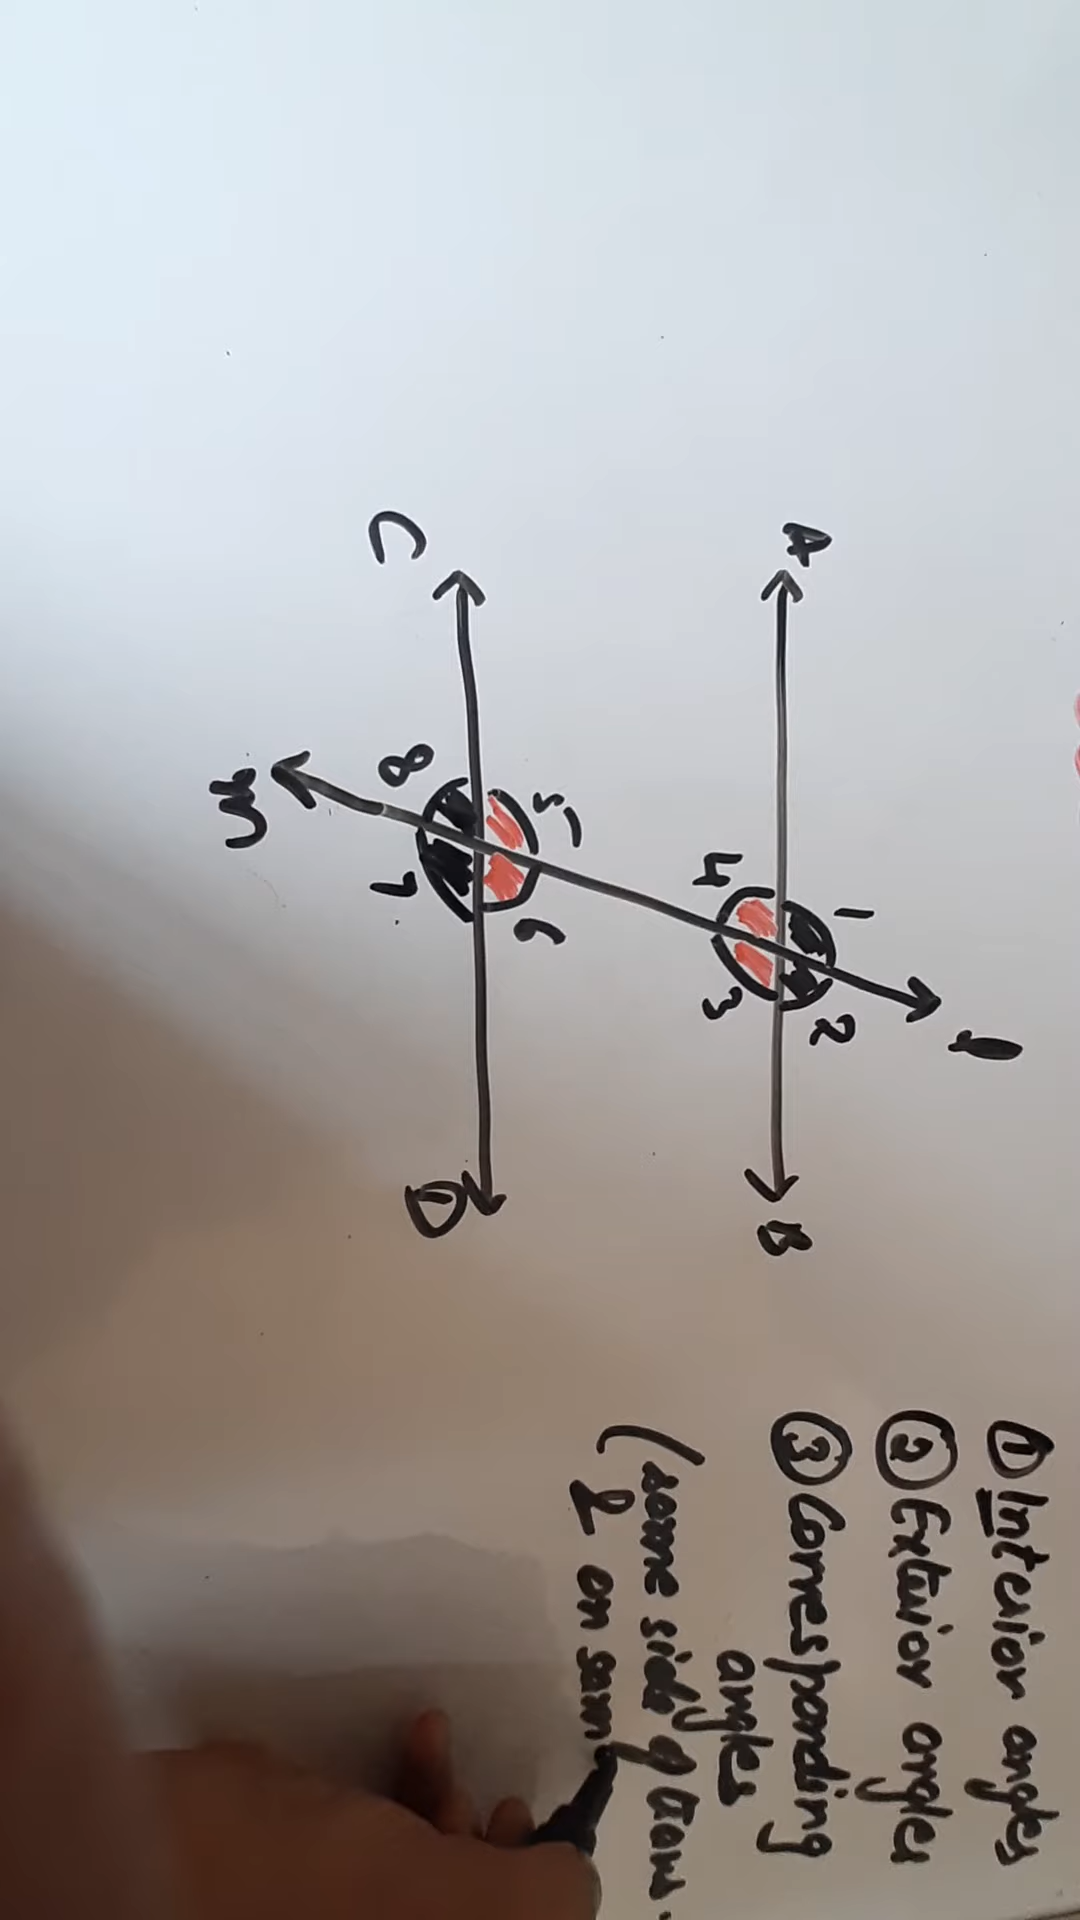 ① Interior angles
② Exterior angles
③ Corresponding
angles
(same side of trans.
& on sam
l
A
B
1
2
4
3
C
D
5
6
8
7
m